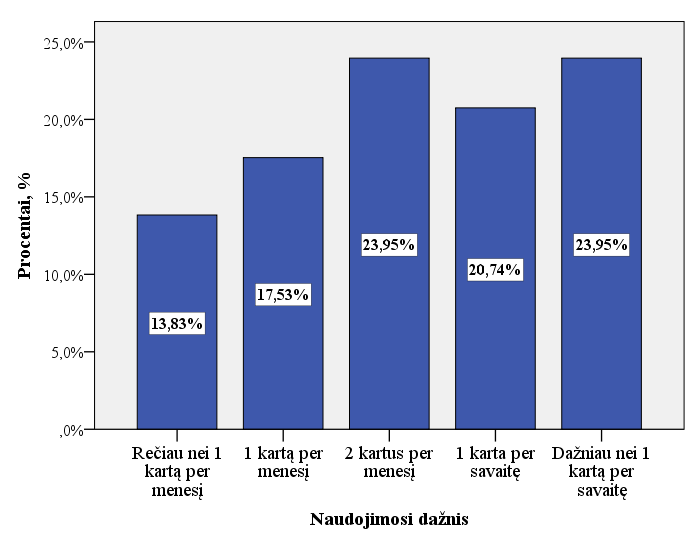 25,0%
20,0%
15,0%
10,0%
5,0%
,0%
Procentai, %
13,83%
17,53%
23,95%
20,74%
23,95%
Rečiau nei 1
kartą per
menesį
1 kartą per
menesį
2 kartus per
menesį
1 karta per
savaitę
Dažniau nei 1
kartą per
savaitę
Naudojimosi dažnis